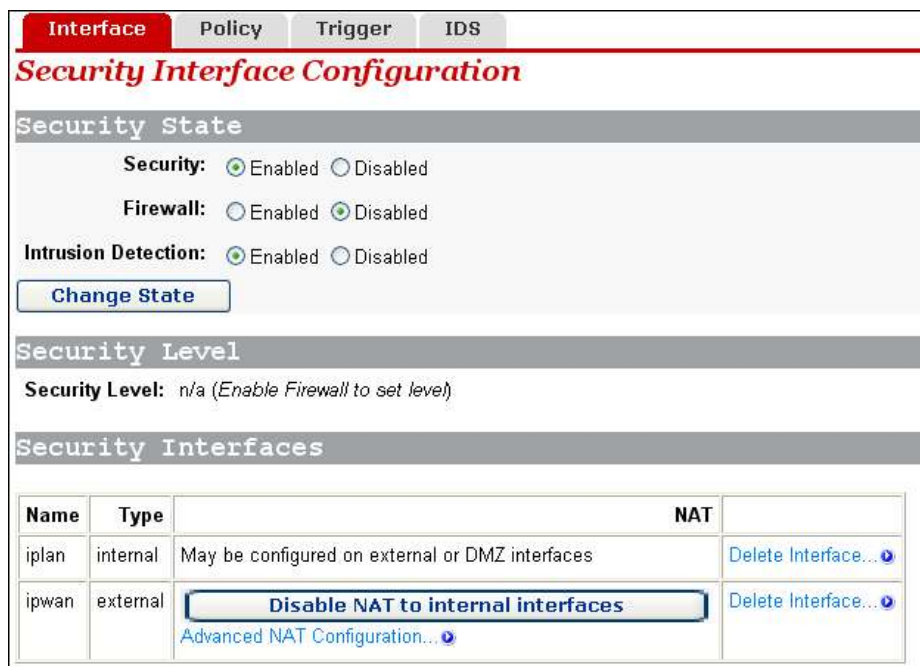 Interface Policy Trigger IDS
Security Interface Configuration
Security State
Security: Enabled Disabled
Firewall: Enabled Disabled
Intrusion Detection: Enabled Disabled
Change State
Security Level
Security Level: n/a (Enable Firewall to set level)
Security Interfaces
Name Type NAT
iplan internal May be configured on external or DMZ interfaces Delete Interface...
ipwan external Disable NAT to internal interfaces Delete Interface...
Advanced NAT Configuration...